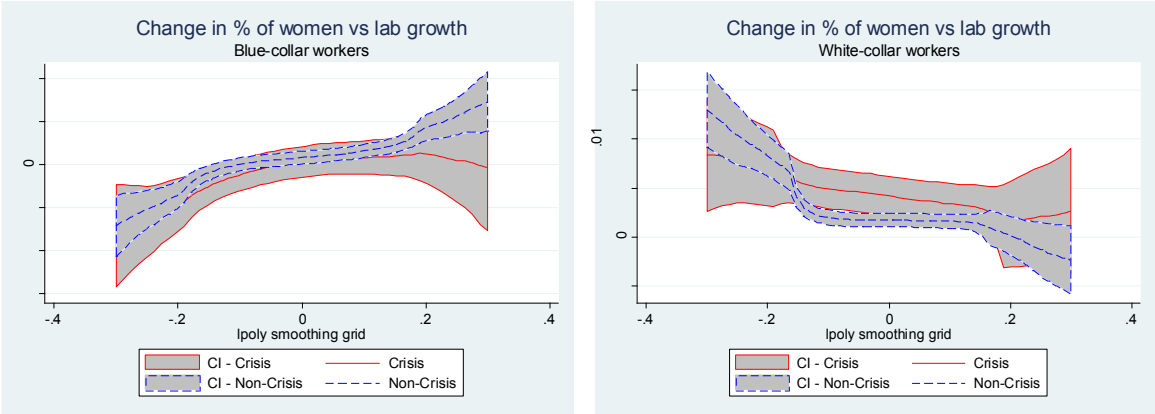 Change in % of women vs lab growth
Blue-collar workers
0
-.4 -.2 0 .2 .4
lpoly smoothing grid
CI - Crisis Crisis
CI - Non-Crisis Non-Crisis
Change in % of women vs lab growth
White-collar workers
.01
0
-.4 -.2 0 .2 .4
lpoly smoothing grid
CI - Crisis Crisis
CI - Non-Crisis Non-Crisis